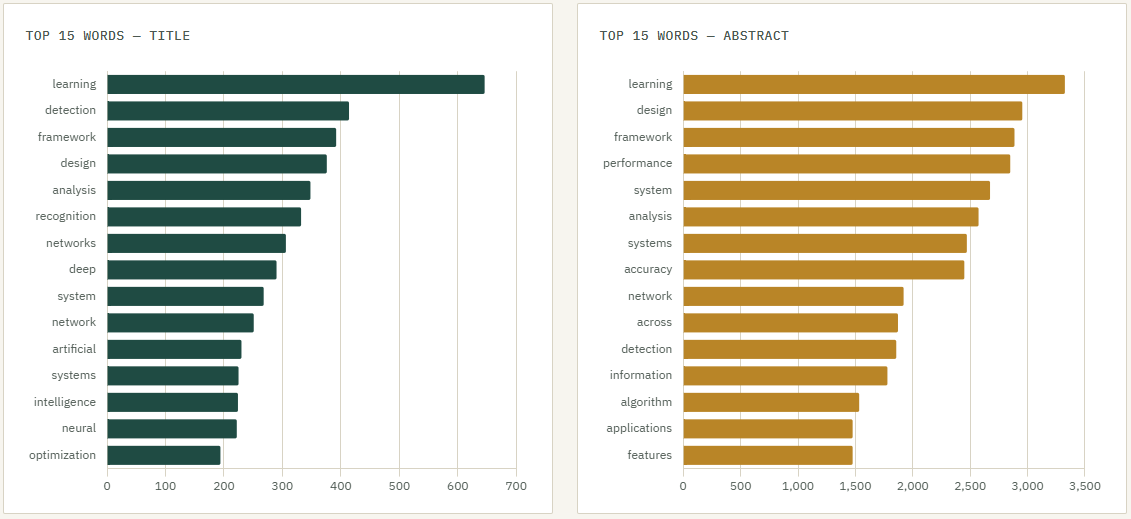 TOP 15 WORDS — TITLE
learning
detection
framework
design
analysis
recognition
networks
deep
system
network
artificial
systems
intelligence
neural
optimization
0 100 200 300 400 500 600 700
TOP 15 WORDS — ABSTRACT
learning
design
framework
performance
system
analysis
systems
accuracy
network
across
detection
information
algorithm
applications
features
0 500 1,000 1,500 2,000 2,500 3,000 3,500